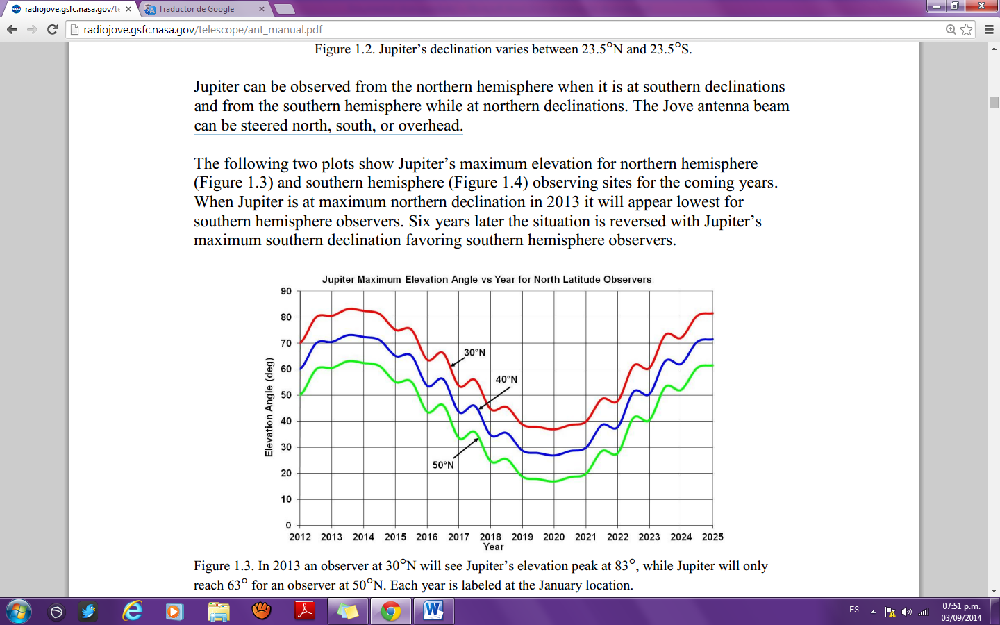 radiojove.gsfc.nasa.gov/te
Traductor de Google
radiojove.gsfc.nasa.gov/telescope/ant_manual.pdf
Figure 1.2. Jupiter’s declination varies between 23.5°N and 23.5°S.
Jupiter can be observed from the northern hemisphere when it is at southern declinations
and from the southern hemisphere while at northern declinations. The Jove antenna beam
can be steered north, south, or overhead.
The following two plots show Jupiter’s maximum elevation for northern hemisphere
(Figure 1.3) and southern hemisphere (Figure 1.4) observing sites for the coming years.
When Jupiter is at maximum northern declination in 2013 it will appear lowest for
southern hemisphere observers. Six years later the situation is reversed with Jupiter’s
maximum southern declination favoring southern hemisphere observers.
Jupiter Maximum Elevation Angle vs Year for North Latitude Observers
90
80
70
60
50
40
30
20
10
0
Elevation Angle (deg)
30°N
40°N
50°N
2012 2013 2014 2015 2016 2017 2018 2019 2020 2021 2022 2023 2024 2025
Year
Figure 1.3. In 2013 an observer at 30°N will see Jupiter’s elevation peak at 83°, while Jupiter will only
reach 63° for an observer at 50°N. Each year is labeled at the January location.
ES
07:51 p.m.
03/09/2014